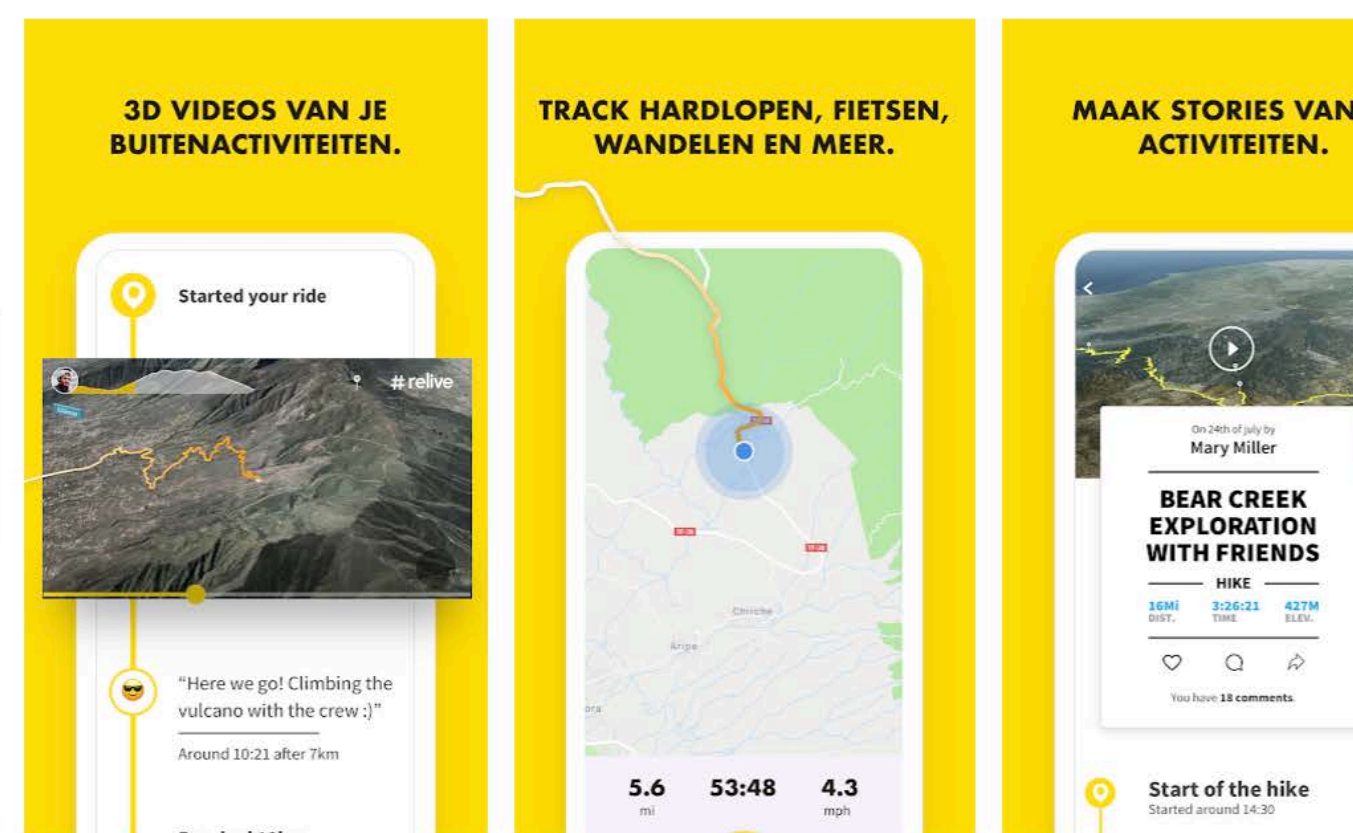 3D VIDEOS VAN JE
BUITENACTIVITEITEN.
Started your ride
#relive
"Here we go! Climbing the
vulcano with the crew :)"
Around 10:21 after 7km
TRACK HARDLOPEN, FIETSEN,
WANDELEN EN MEER.
Chirche
Aripe
5.6
mi
53:48
4.3
mph
MAAK STORIES VAN
ACTIVITEITEN.
On 24th of july by
Mary Miller
BEAR CREEK
EXPLORATION
WITH FRIENDS
HIKE
16Mi 3:26:21 427M
DIST. TIME ELEV.
You have 18 comments.
Start of the hike
Started around 14:30